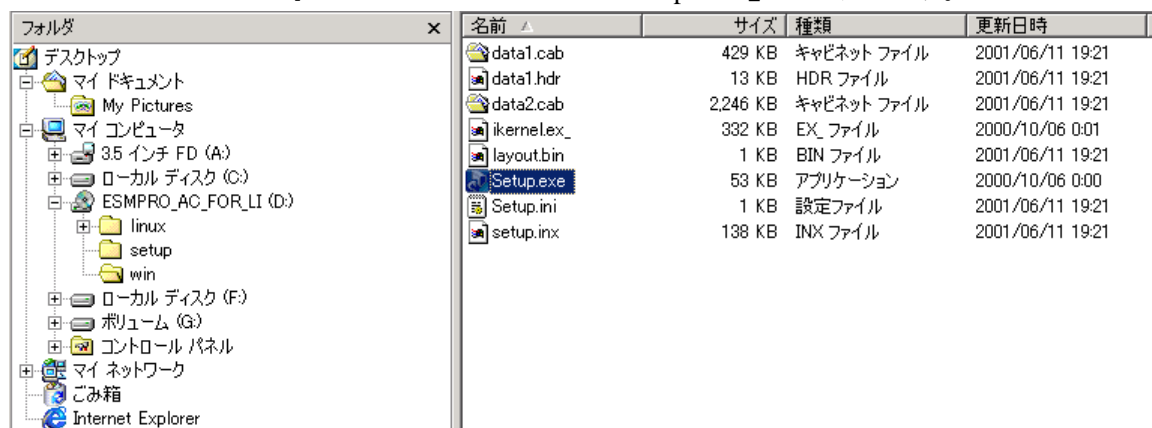 フォルダ ×
デスクトップ
マイ ドキュメント
My Pictures
マイ コンピュータ
3.5 インチ FD (A:)
ローカル ディスク (C:)
ESMPRO_AC_FOR_LI (D:)
linux
setup
win
ローカル ディスク (F:)
ボリューム (G:)
コントロール パネル
マイ ネットワーク
ごみ箱
Internet Explorer
名前 サイズ 種類 更新日時
data1.cab 429 KB キャビネット ファイル 2001/06/11 19:21
data1.hdr 13 KB HDR ファイル 2001/06/11 19:21
data2.cab 2,246 KB キャビネット ファイル 2001/06/11 19:21
ikernel.ex_ 332 KB EX_ ファイル 2000/10/06 0:01
layout.bin 1 KB BIN ファイル 2001/06/11 19:21
Setup.exe 53 KB アプリケーション 2000/10/06 0:00
Setup.ini 1 KB 設定ファイル 2001/06/11 19:21
setup.inx 138 KB INX ファイル 2001/06/11 19:21